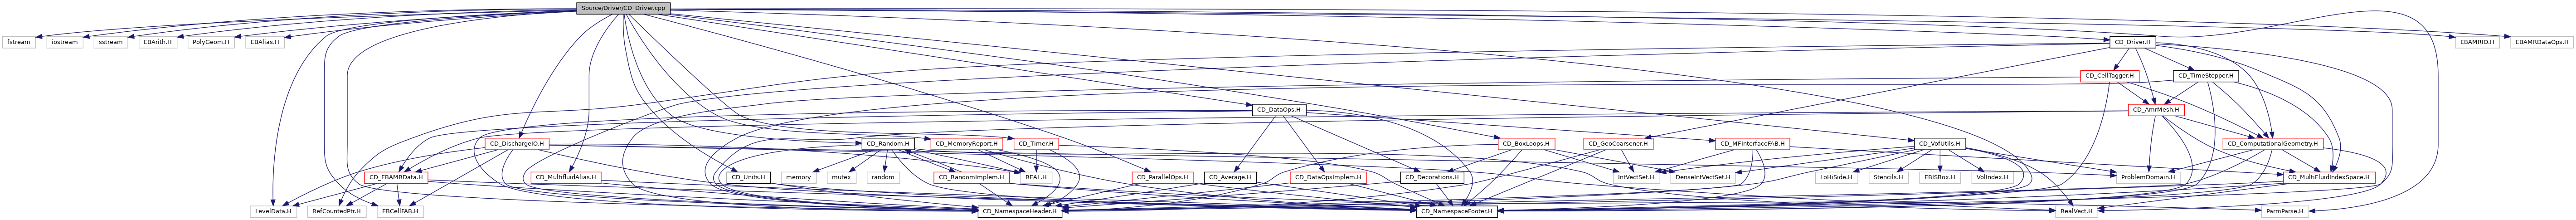 Source/Driver/CD_Driver.cpp
fstream
iostream
sstream
EBArith.H
PolyGeom.H
EBAlias.H
CD_Driver.H
EBAMRIO.H
EBAMRDataOps.H
CD_CellTagger.H
CD_TimeStepper.H
CD_DataOps.H
CD_AmrMesh.H
CD_DischargeIO.H
CD_Random.H
CD_MemoryReport.H
CD_Timer.H
CD_BoxLoops.H
CD_GeoCoarsener.H
CD_MFInterfaceFAB.H
CD_VofUtils.H
CD_ComputationalGeometry.H
CD_EBAMRData.H
CD_MultifluidAlias.H
CD_Units.H
memory
mutex
random
CD_RandomImplem.H
REAL.H
CD_ParallelOps.H
CD_Average.H
CD_DataOpsImplem.H
CD_Decorations.H
IntVectSet.H
DenseIntVectSet.H
LoHiSide.H
Stencils.H
EBISBox.H
VolIndex.H
ProblemDomain.H
CD_MultiFluidIndexSpace.H
LevelData.H
RefCountedPtr.H
EBCellFAB.H
CD_NamespaceHeader.H
CD_NamespaceFooter.H
RealVect.H
ParmParse.H